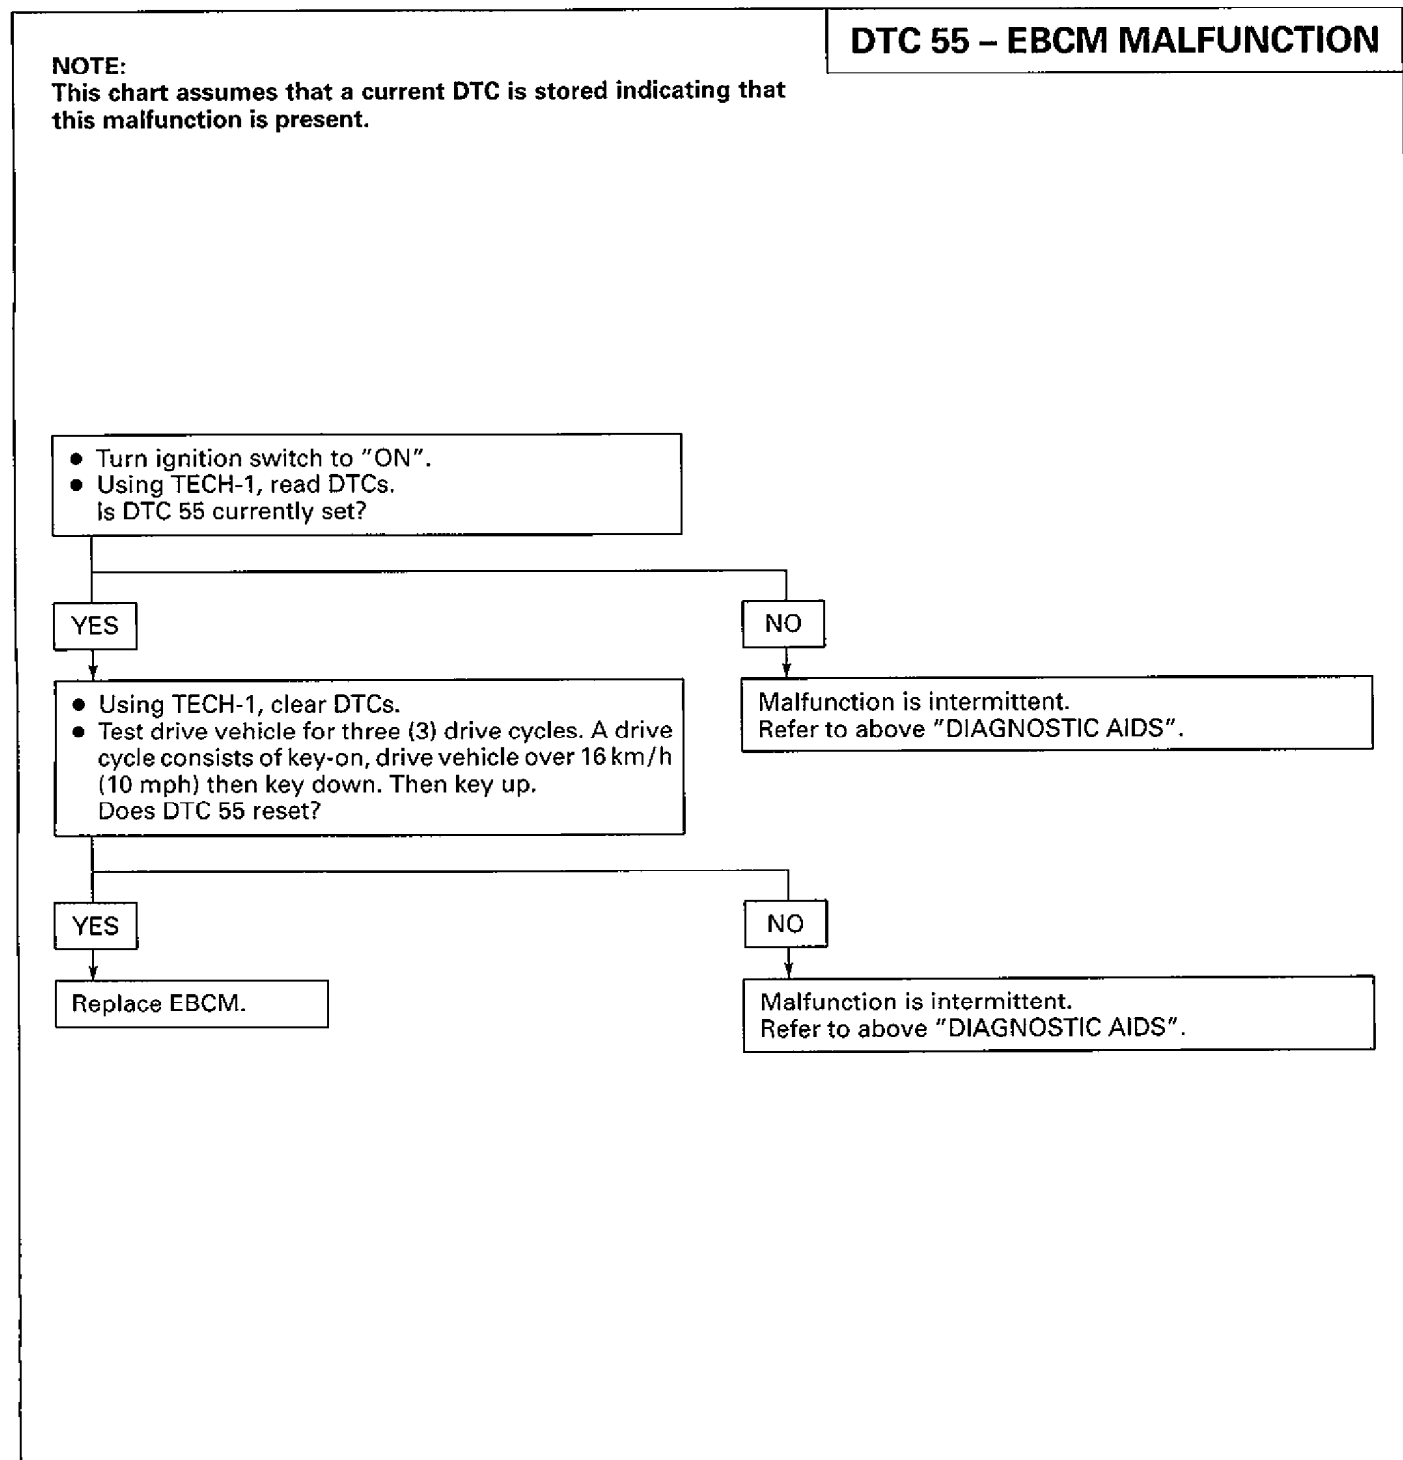 DTC 55 – EBCM MALFUNCTION
NOTE:
This chart assumes that a current DTC is stored indicating that
this malfunction is present.
● Turn ignition switch to "ON".
● Using TECH-1, read DTCs.
Is DTC 55 currently set?
YES
NO
● Using TECH-1, clear DTCs.
● Test drive vehicle for three (3) drive cycles. A drive
cycle consists of key-on, drive vehicle over 16 km/h
(10 mph) then key down. Then key up.
Does DTC 55 reset?
Malfunction is intermittent.
Refer to above "DIAGNOSTIC AIDS".
YES
NO
Replace EBCM.
Malfunction is intermittent.
Refer to above "DIAGNOSTIC AIDS".